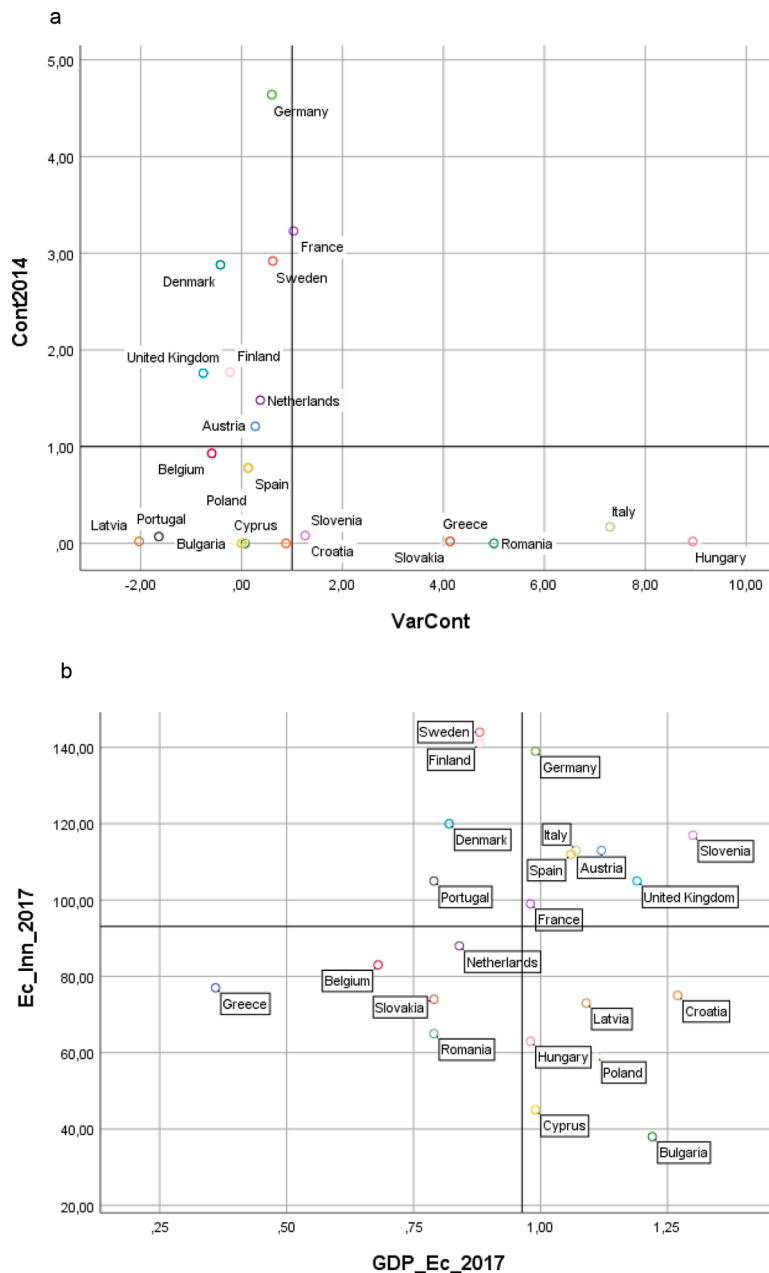 a
5,00
Germany
4,00
France
3,00
Sweden
Denmark
Cont2014
2,00
United Kingdom
Finland
Netherlands
Austria
1,00
Belgium
Spain
Poland
Italy
Latvia
Portugal
Cyprus
Slovenia
Greece
,00
Bulgaria
Croatia
Slovakia
Romania
Hungary
-2,00 ,00 2,00 4,00 6,00 8,00 10,00
VarCont
b
Sweden
140,00
Finland
Germany
120,00
Italy
Denmark
Slovenia
Spain
Austria
100,00
Portugal
United Kingdom
France
Ec_Inn_2017
Netherlands
80,00
Belgium
Greece
Slovakia
Latvia
Croatia
60,00
Romania
Hungary
Poland
40,00
Cyprus
Bulgaria
20,00
,25 ,50 ,75 1,00 1,25
GDP_Ec_2017